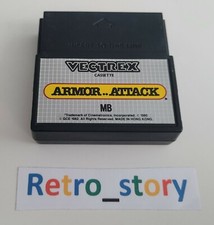 VECTREX
CASSETTE
ARMOR..ATTACK
MB
Retro_story